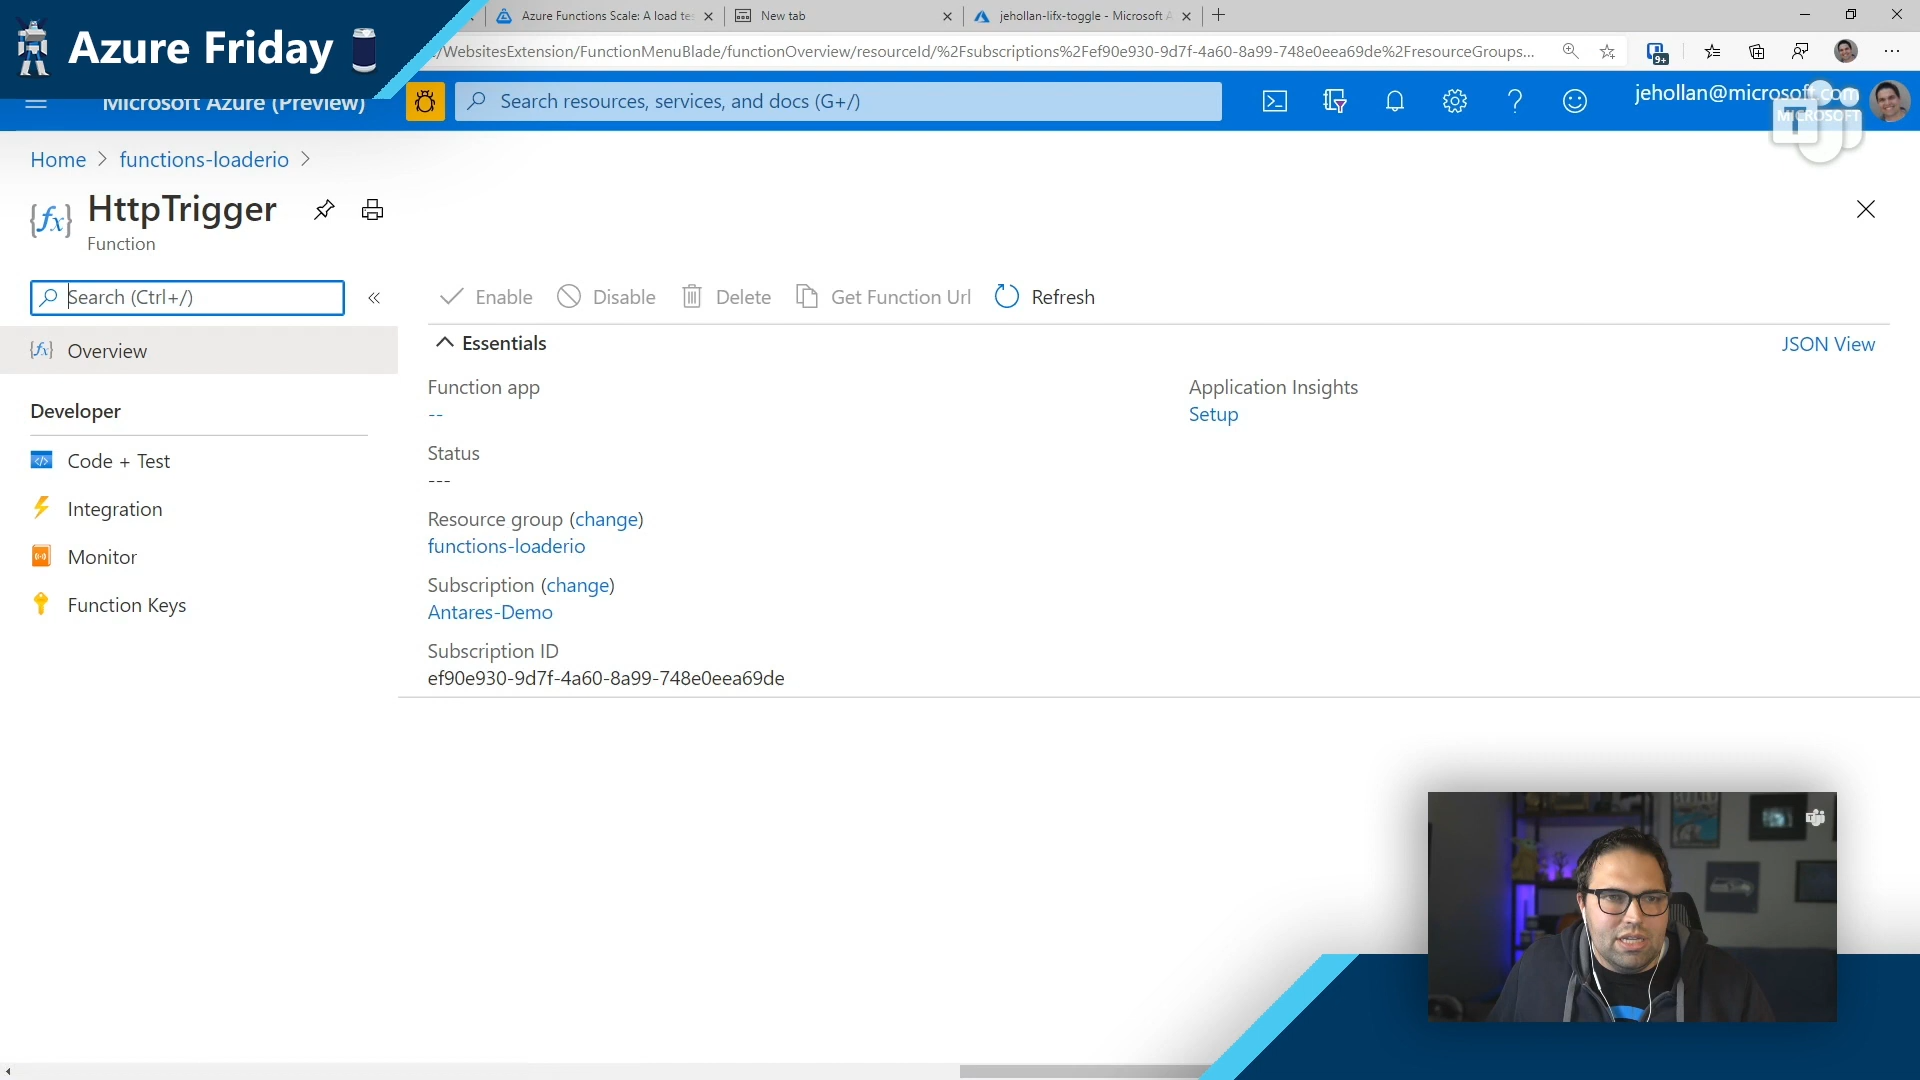 Azure Friday
Azure Functions Scale: A load te
New tab
jehollan-lifx-toggle - Microsoft A
/WebsitesExtension/FunctionMenuBlade/functionOverview/resourceId/%2Fsubscriptions%2Fef90e930-9d7f-4a60-8a99-748e0eea69de%2FresourceGroups...
9+
Microsoft Azure (Preview)
Search resources, services, and docs (G+/)
jehollan@microsoft.com
MICROSOFT
Home
functions-loaderio
HttpTrigger
Function
Search (Ctrl+/)
Enable
Disable
Delete
Get Function Url
Refresh
Overview
Essentials
JSON View
Developer
Code + Test
Integration
Monitor
Function Keys
Function app
--
Status
---
Resource group (change)
functions-loaderio
Subscription (change)
Antares-Demo
Subscription ID
ef90e930-9d7f-4a60-8a99-748e0eea69de
Application Insights
Setup